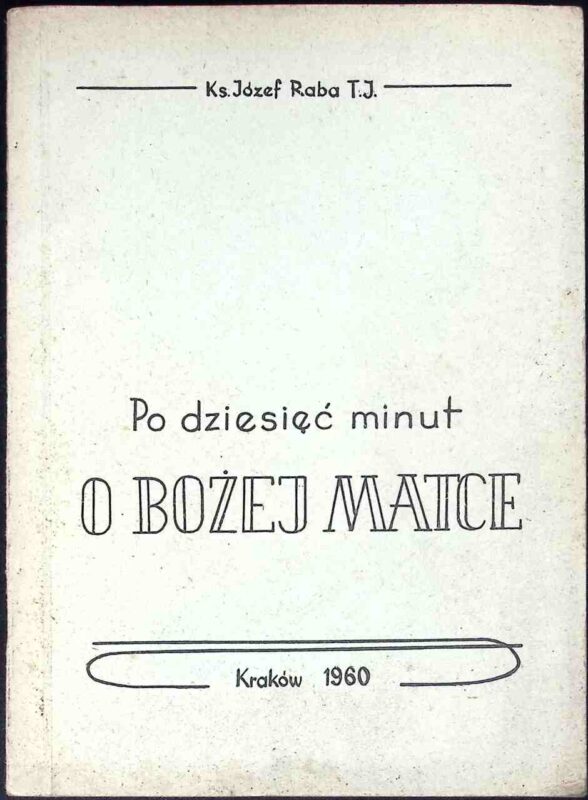 Ks. Józef Raba T.J.
Po dziesięć minut
O BOŻEJ MATCE
Kraków 1960